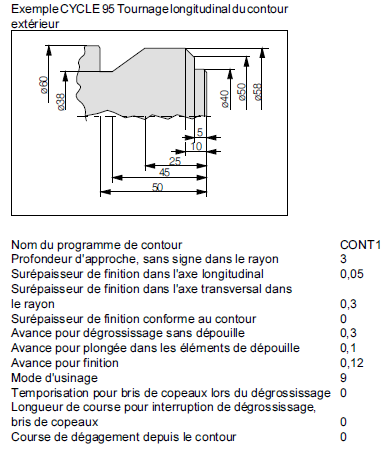 Exemple CYCLE 95 Tournage longitudinal du contour
extérieur
ø60
ø38
ø40
ø50
ø58
5
10
25
45
50
Nom du programme de contour CONT1
Profondeur d'approche, sans signe dans le rayon 3
Surépaisseur de finition dans l'axe longitudinal 0,05
Surépaisseur de finition dans l'axe transversal dans
le rayon 0,3
Surépaisseur de finition conforme au contour 0
Avance pour dégrossissage sans dépouille 0,3
Avance pour plongée dans les éléments de dépouille 0,1
Avance pour finition 0,12
Mode d'usinage 9
Temporisation pour bris de copeaux lors du dégrossissage 0
Longueur de course pour interruption de dégrossissage,
bris de copeaux 0
Course de dégagement depuis le contour 0